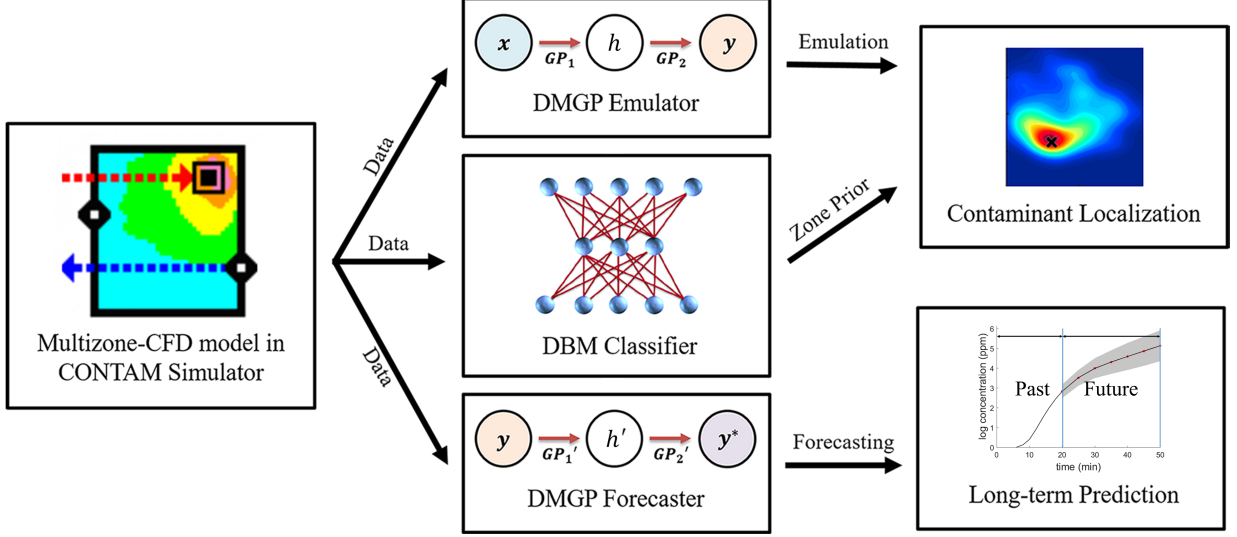 Multizone-CFD model in
CONTAM Simulator
Data
Data
Data
x
h
y
GP₁
GP₂
DMGP Emulator
DBM Classifier
y
h′
y*
GP₁′
GP₂′
DMGP Forecaster
Emulation
Zone Prior
Forecasting
Contaminant Localization
log concentration (ppm)
6
5
4
3
2
1
0
Past
Future
0
10
20
30
40
50
time (min)
Long-term Prediction